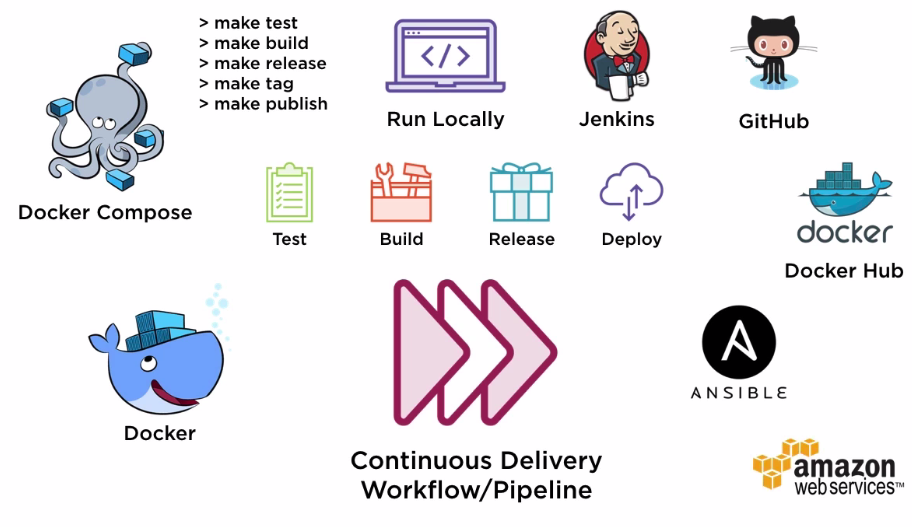 > make test
> make build
> make release
> make tag
> make publish
Docker Compose
Run Locally
Jenkins
GitHub
Test
Build
Release
Deploy
docker
Docker Hub
Docker
ANSIBLE
Continuous Delivery
Workflow/Pipeline
amazon
web services™